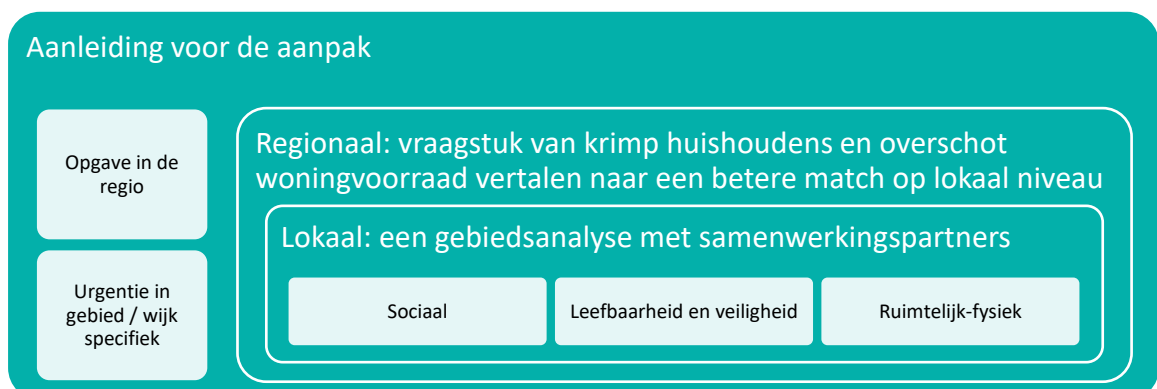 Aanleiding voor de aanpak
Opgave in de
regio
Urgentie in
gebied / wijk
specifiek
Regionaal: vraagstuk van krimp huishoudens en overschot
woningvoorraad vertalen naar een betere match op lokaal niveau
Lokaal: een gebiedsanalyse met samenwerkingspartners
Sociaal
Leefbaarheid en veiligheid
Ruimtelijk-fysiek